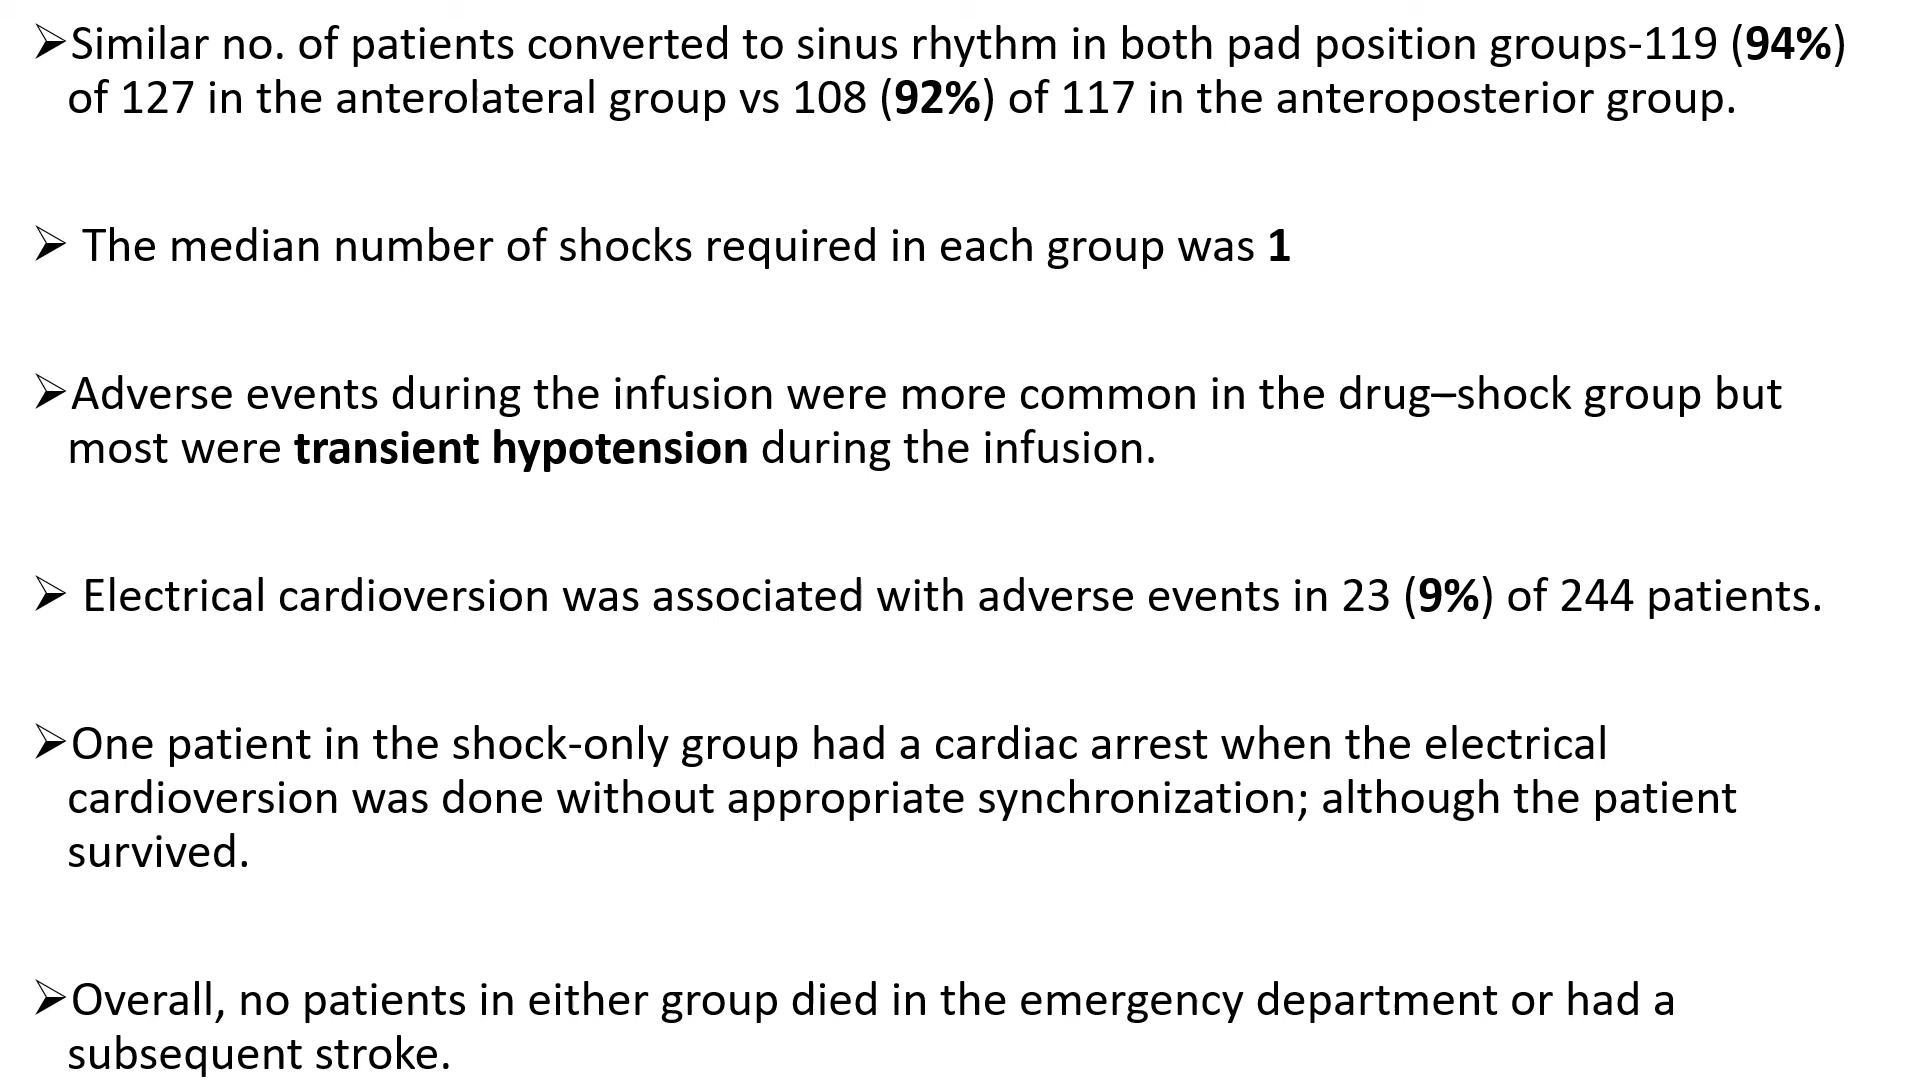 ➢Similar no. of patients converted to sinus rhythm in both pad position groups-119 (94%)
of 127 in the anterolateral group vs 108 (92%) of 117 in the anteroposterior group.
➢ The median number of shocks required in each group was 1
➢Adverse events during the infusion were more common in the drug–shock group but
most were transient hypotension during the infusion.
➢ Electrical cardioversion was associated with adverse events in 23 (9%) of 244 patients.
➢One patient in the shock-only group had a cardiac arrest when the electrical
cardioversion was done without appropriate synchronization; although the patient
survived.
➢Overall, no patients in either group died in the emergency department or had a
subsequent stroke.